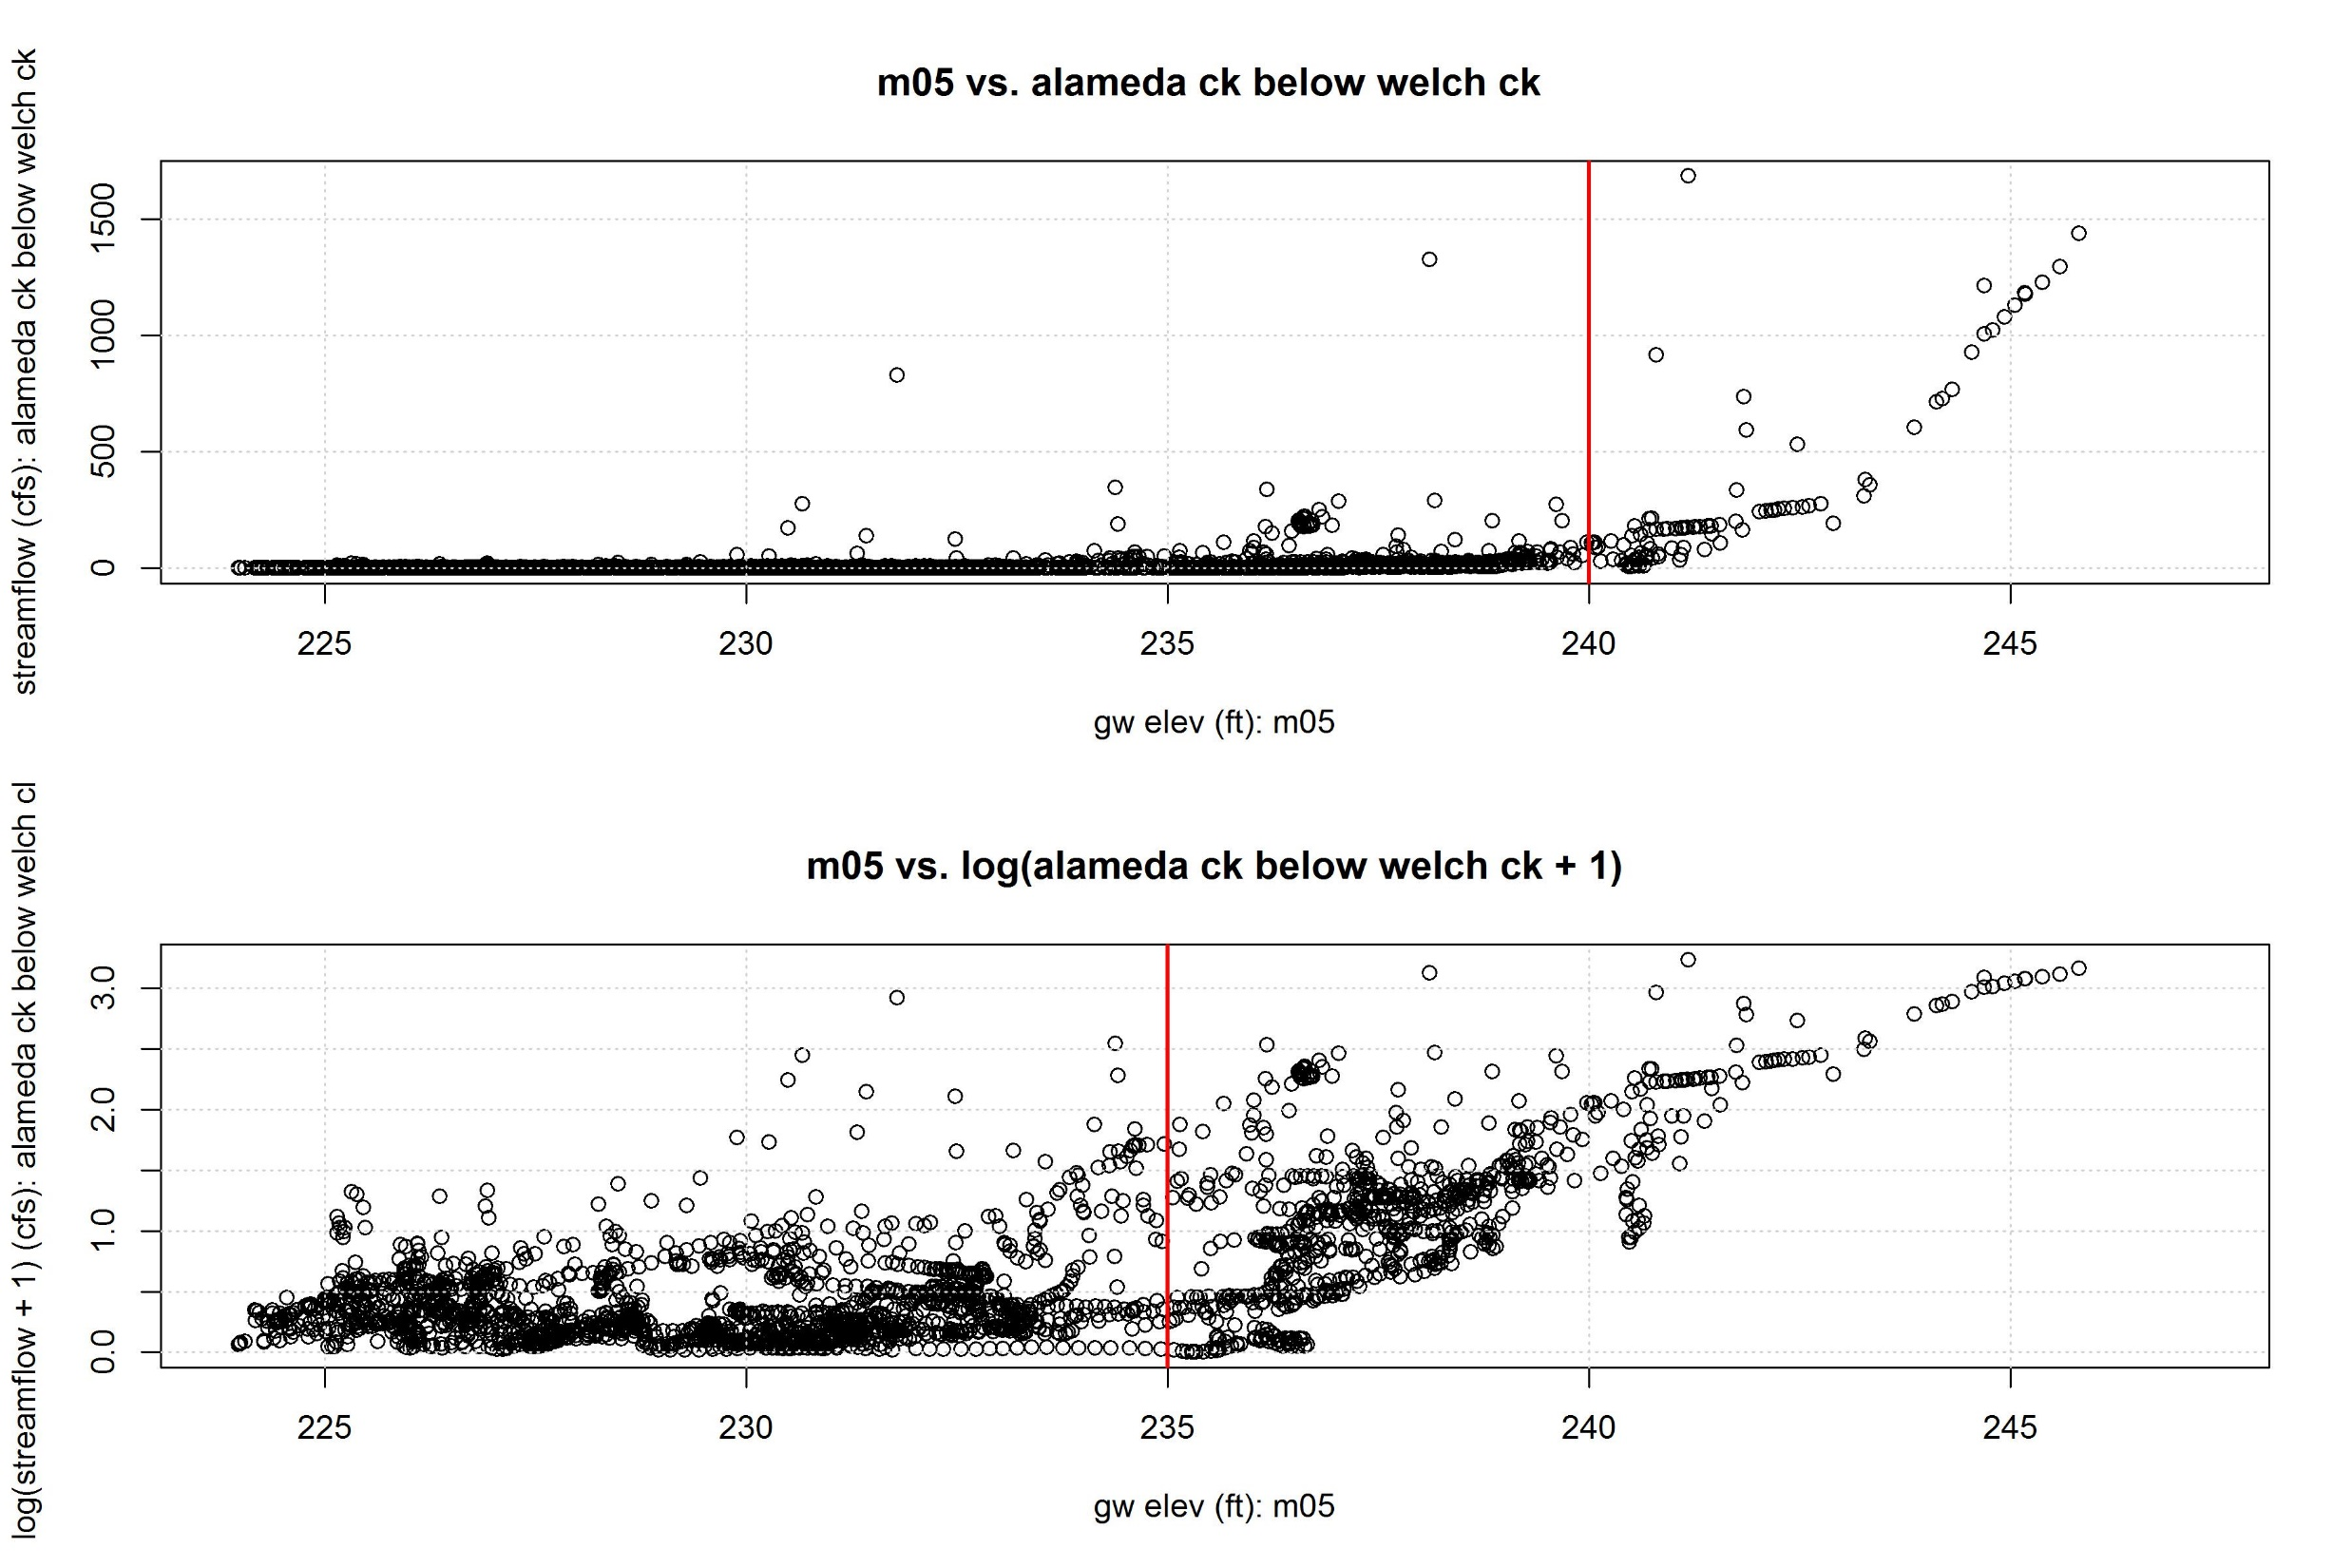 m05 vs. alameda ck below welch ck
streamflow (cfs): alameda ck below welch ck
1500
1000
500
0
225 230 235 240 245
gw elev (ft): m05
m05 vs. log(alameda ck below welch ck + 1)
log(streamflow + 1) (cfs): alameda ck below welch cl
3.0
2.0
1.0
0.0
225 230 235 240 245
gw elev (ft): m05